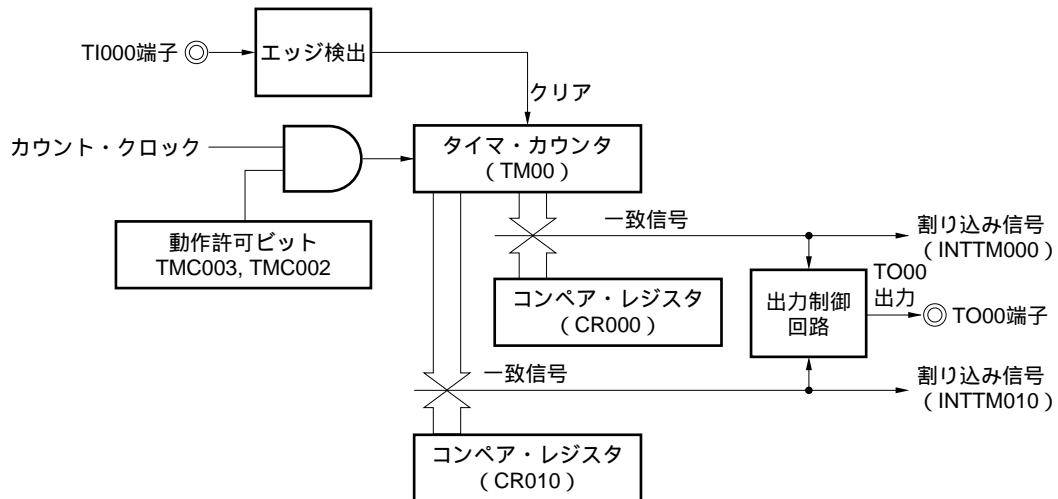 TI000端子
エッジ検出
クリア
カウント・クロック
タイマ・カウンタ
(TM00)
動作許可ビット
TMC003, TMC002
一致信号
割り込み信号
(INTTM000)
コンペア・レジスタ
(CR000)
出力制御
回路
TO00
出力
TO00端子
一致信号
割り込み信号
(INTTM010)
コンペア・レジスタ
(CR010)